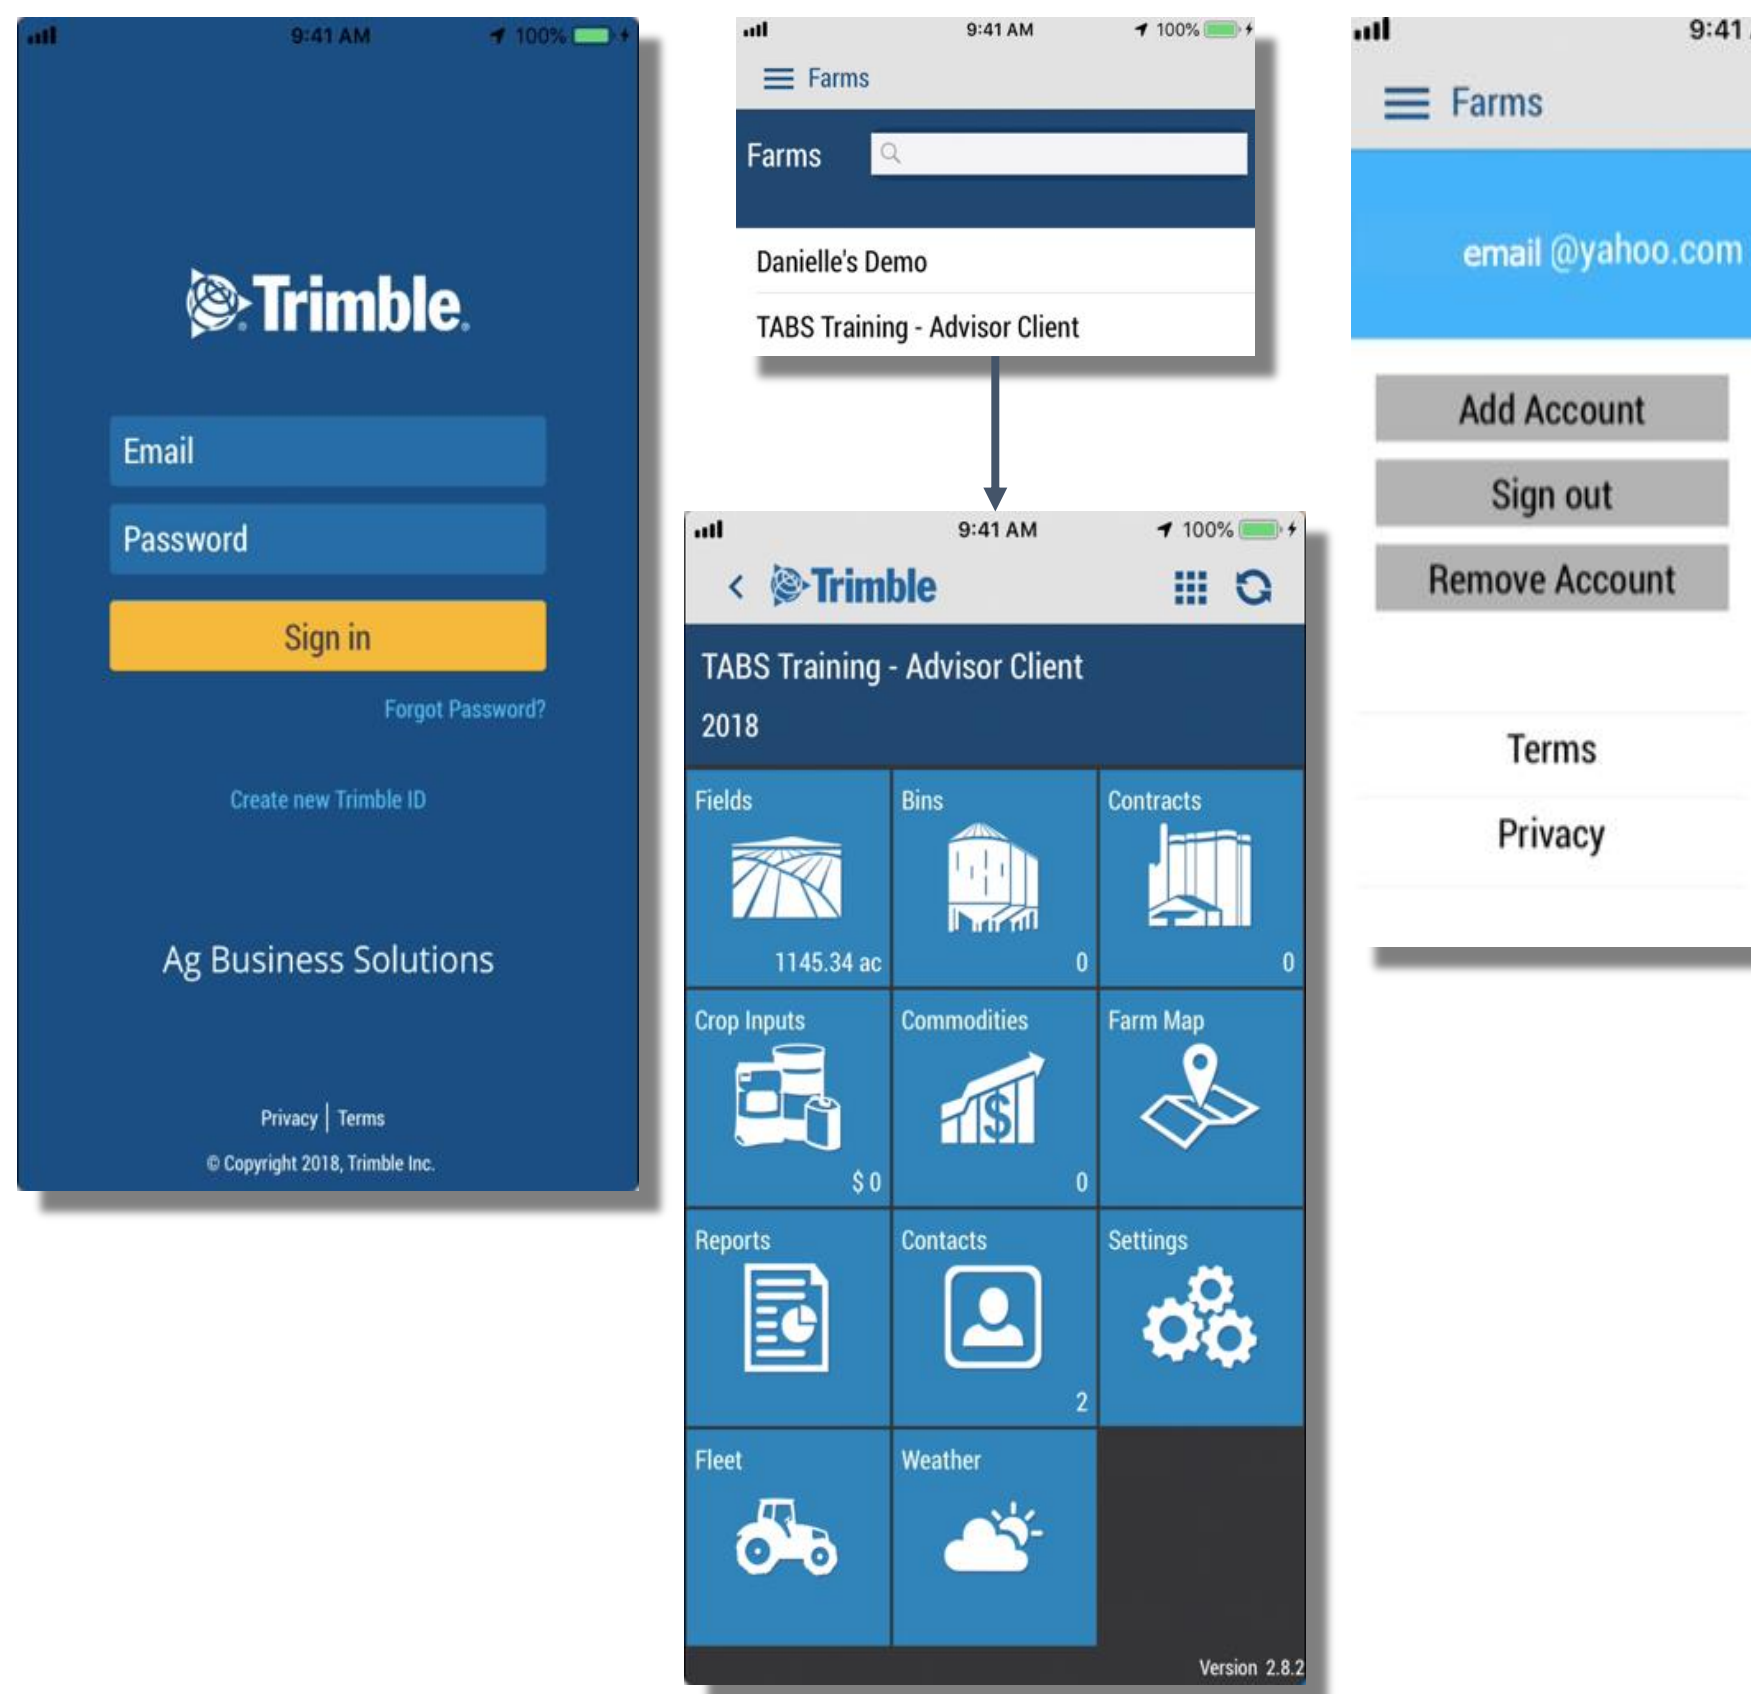 9:41 AM
100%
Trimble.
Email
Password
Sign in
Forgot Password?
Create new Trimble ID
Ag Business Solutions
Privacy | Terms
© Copyright 2018, Trimble Inc.
9:41 AM
100%
Farms
Farms
Danielle's Demo
TABS Training - Advisor Client
9:41 AM
100%
Trimble
TABS Training - Advisor Client
2018
Fields
Bins
Contracts
1145.34 ac
0
0
Crop Inputs
Commodities
Farm Map
$
$ 0
0
Reports
Contacts
Settings
2
Fleet
Weather
Version 2.8.2
9:41
Farms
email @yahoo.com
Add Account
Sign out
Remove Account
Terms
Privacy